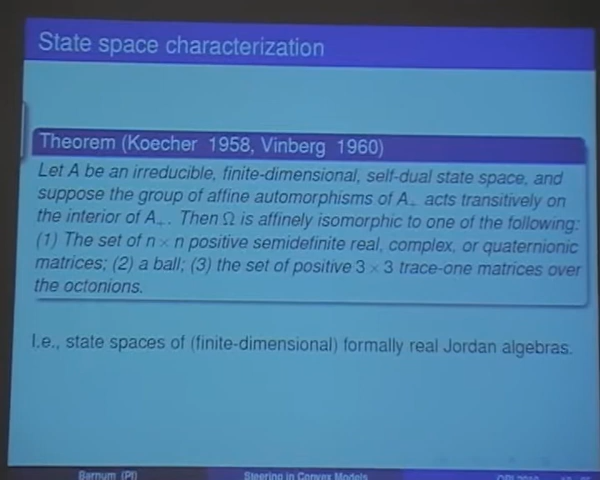 State space characterization
Theorem (Koecher 1958, Vinberg 1960)
Let A be an irreducible, finite-dimensional, self-dual state space, and
suppose the group of affine automorphisms of A₊ acts transitively on
the interior of A₊. Then Ω is affinely isomorphic to one of the following:
(1) The set of n × n positive semidefinite real, complex, or quaternionic
matrices; (2) a ball; (3) the set of positive 3 × 3 trace-one matrices over
the octonions.
I.e., state spaces of (finite-dimensional) formally real Jordan algebras.
Barnum (PI)
Steering in Convex Models